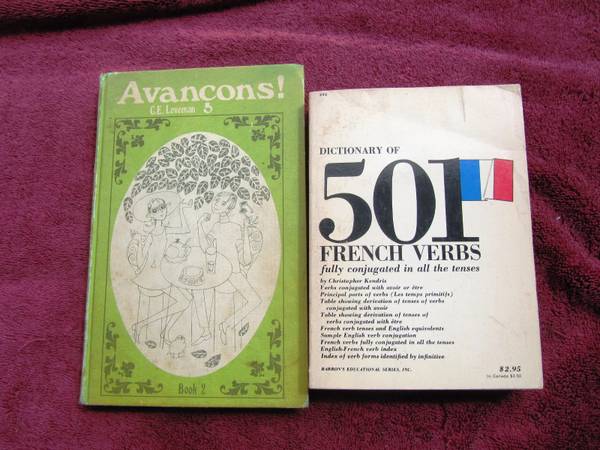 Avancons!
C.E. Loveman
Book 2
DICTIONARY OF
501
FRENCH VERBS
fully conjugated in all the tenses
by Christopher Kendris
Verbs conjugated with avoir or être
Principal parts of verbs (Les temps primitifs)
Table showing derivation of tenses of verbs
conjugated with avoir
Table showing derivation of tenses of
verbs conjugated with être
French verb tenses and English equivalents
Sample English verb conjugation
French verbs fully conjugated in all the tenses
English-French verb index
Index of verb forms identified by infinitive
BARRON'S EDUCATIONAL SERIES, INC.
$2.95
In Canada